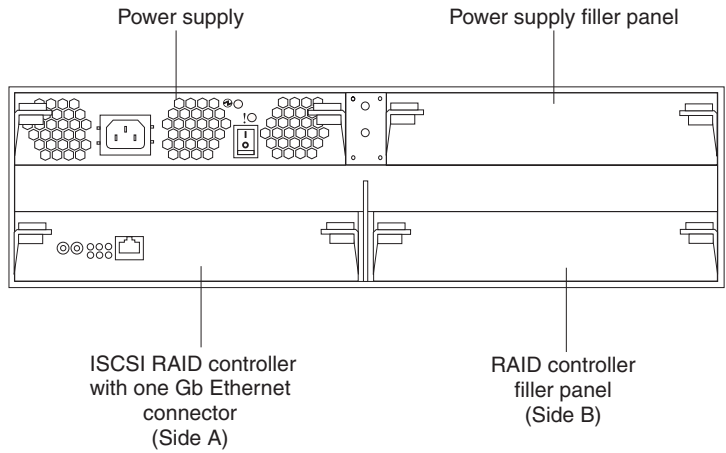 Power supply
Power supply filler panel
!
I
O
ISCSI RAID controller
with one Gb Ethernet
connector
(Side A)
RAID controller
filler panel
(Side B)